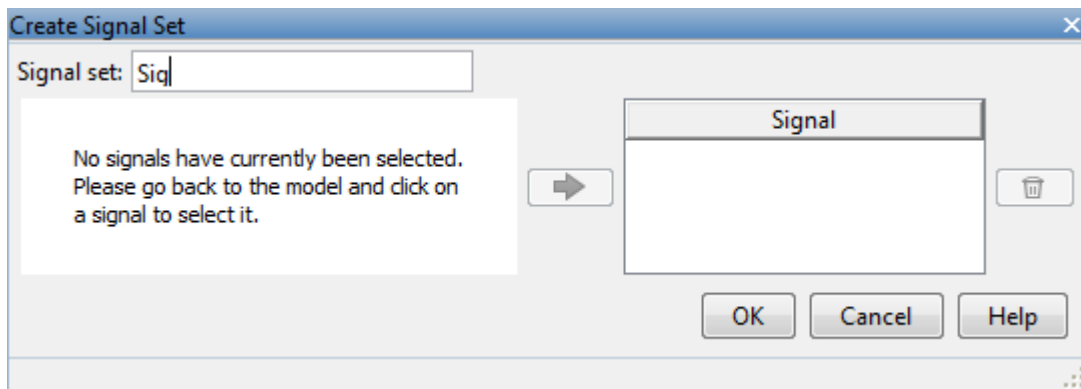 Create Signal Set
Signal set: Sig
No signals have currently been selected.
Please go back to the model and click on
a signal to select it.
Signal
OK Cancel Help